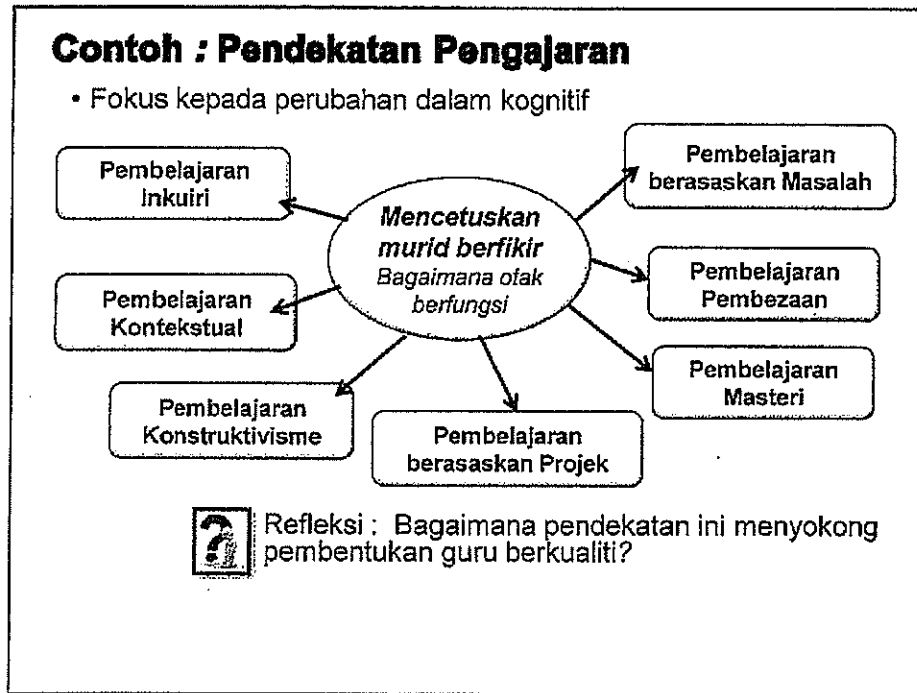 Contoh : Pendekatan Pengajaran
• Fokus kepada perubahan dalam kognitif
Pembelajaran
Inkuiri
Pembelajaran
berasaskan Masalah
Mencetuskan
murid berfikir
Bagaimana otak
berfungsi
Pembelajaran
Kontekstual
Pembelajaran
Pembezaan
Pembelajaran
Konstruktivisme
Pembelajaran
Masteri
Pembelajaran
berasaskan Projek
?
Refleksi : Bagaimana pendekatan ini menyokong
pembentukan guru berkualiti?